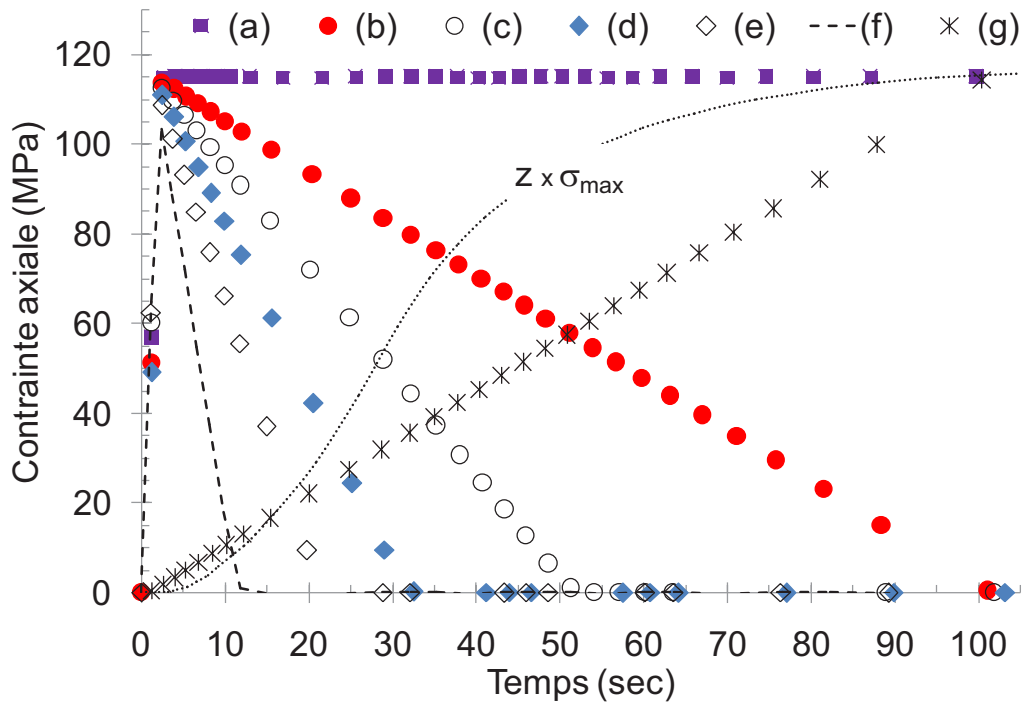 (a) (b) (c) (d) (e) (f) (g)
120
100
80
60
40
20
0
Contrainte axiale (MPa)
z x σmax
0 10 20 30 40 50 60 70 80 90 100
Temps (sec)